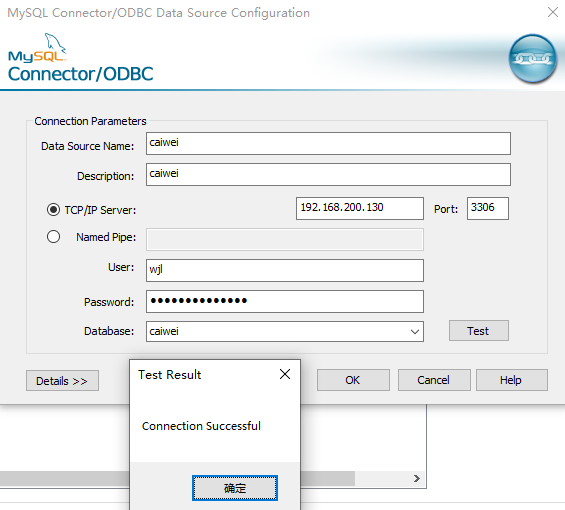 MySQL Connector/ODBC Data Source Configuration
MySQL
Connector/ODBC
Connection Parameters
Data Source Name: caiwei
Description: caiwei
TCP/IP Server: 192.168.200.130 Port: 3306
Named Pipe:
User: wjl
Password: ●●●●●●●●●●●●●●
Database: caiwei Test
Details >> OK Cancel Help
Test Result
Connection Successful
确定